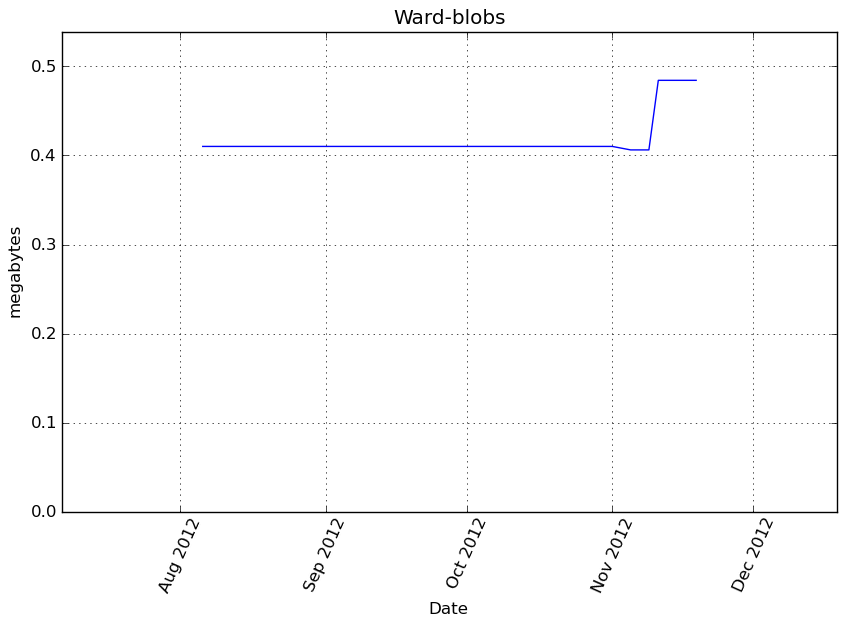 Ward-blobs
0.5
0.4
0.3
0.2
0.1
0.0
megabytes
Aug 2012
Sep 2012
Oct 2012
Nov 2012
Dec 2012
Date